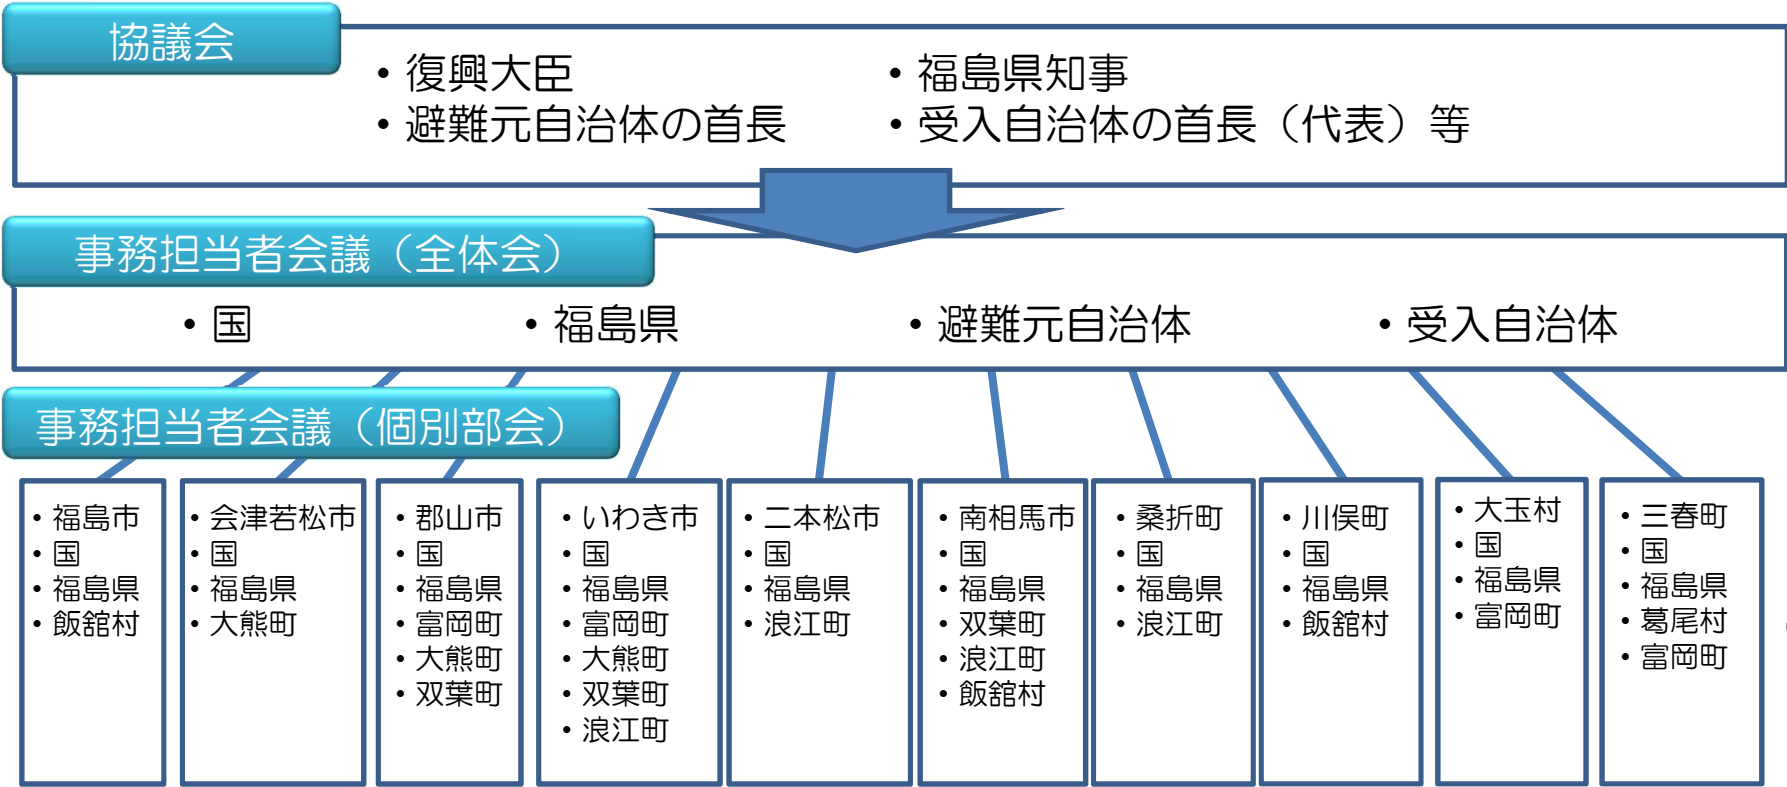 協議会
・復興大臣
・福島県知事
・避難元自治体の首長
・受入自治体の首長（代表）等
事務担当者会議（全体会）
・国
・福島県
・避難元自治体
・受入自治体
事務担当者会議（個別部会）
・福島市
・国
・福島県
・飯舘村
・会津若松市
・国
・福島県
・大熊町
・郡山市
・国
・福島県
・富岡町
・大熊町
・双葉町
・いわき市
・国
・福島県
・富岡町
・大熊町
・双葉町
・浪江町
・二本松市
・国
・福島県
・浪江町
・南相馬市
・国
・福島県
・双葉町
・浪江町
・飯舘村
・桑折町
・国
・福島県
・浪江町
・川俣町
・国
・福島県
・飯舘村
・大玉村
・国
・福島県
・富岡町
・三春町
・国
・福島県
・葛尾村
・富岡町